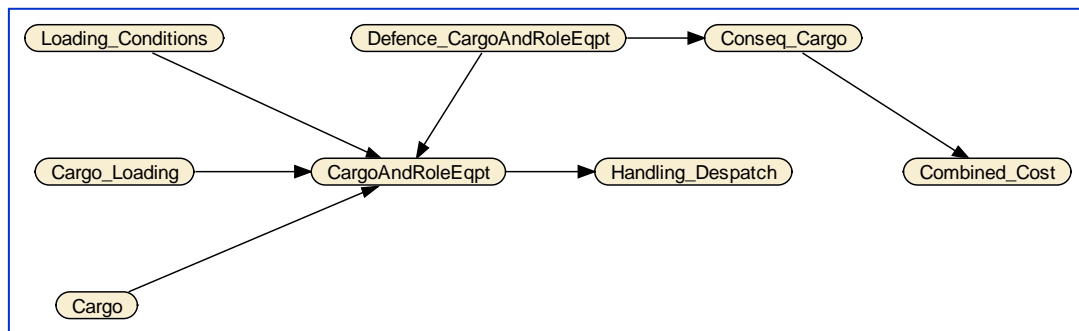 Loading_Conditions
Defence_CargoAndRoleEqpt
Conseq_Cargo
Cargo_Loading
CargoAndRoleEqpt
Handling_Despatch
Combined_Cost
Cargo